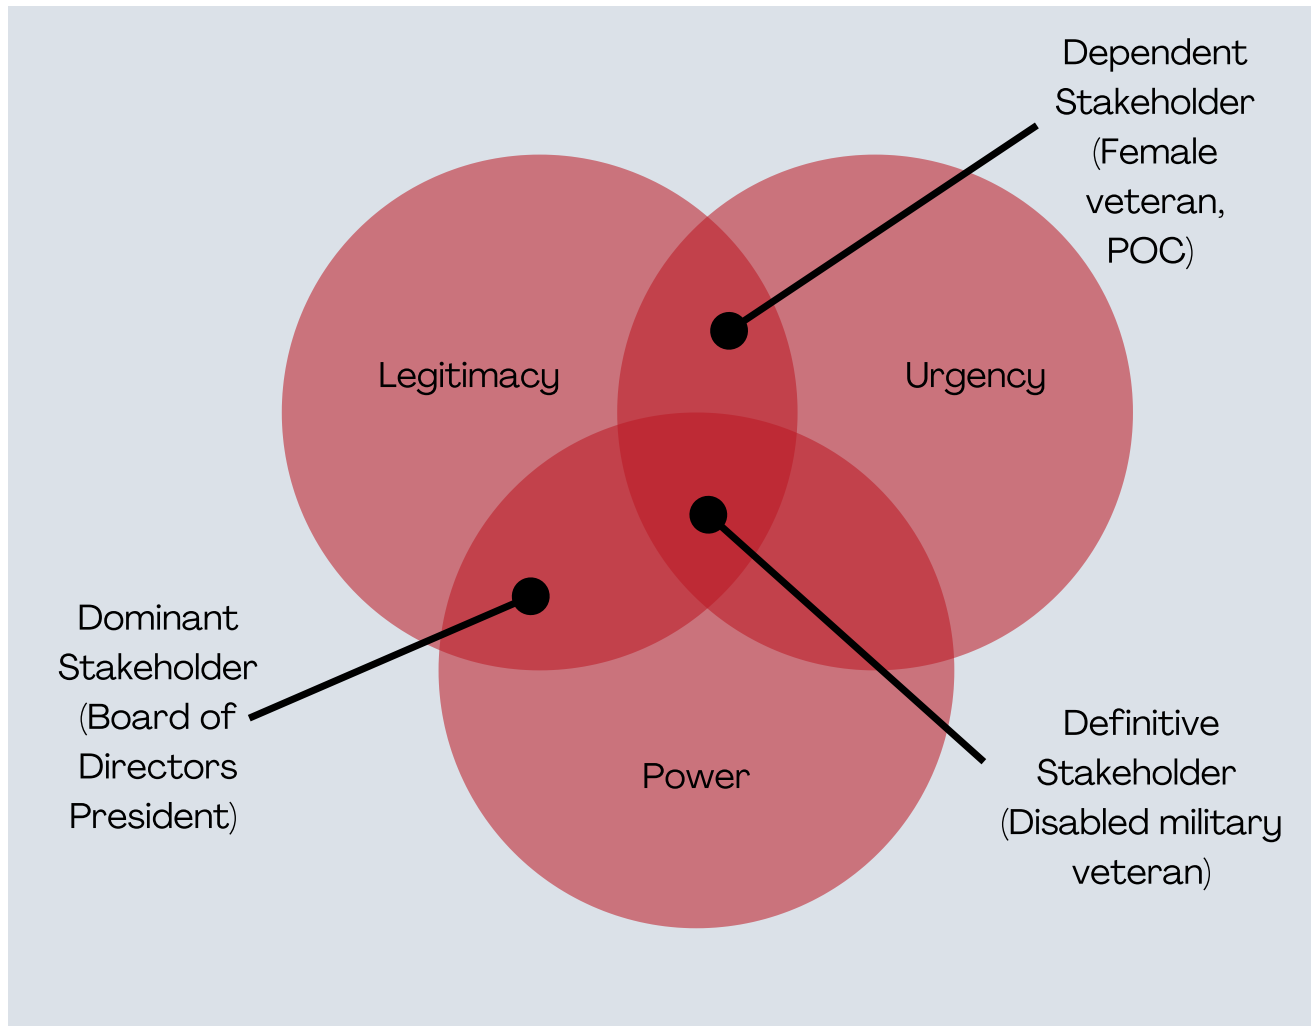 Dependent
Stakeholder
(Female
veteran,
POC)
Legitimacy
Urgency
Dominant
Stakeholder
(Board of
Directors
President)
Power
Definitive
Stakeholder
(Disabled military
veteran)